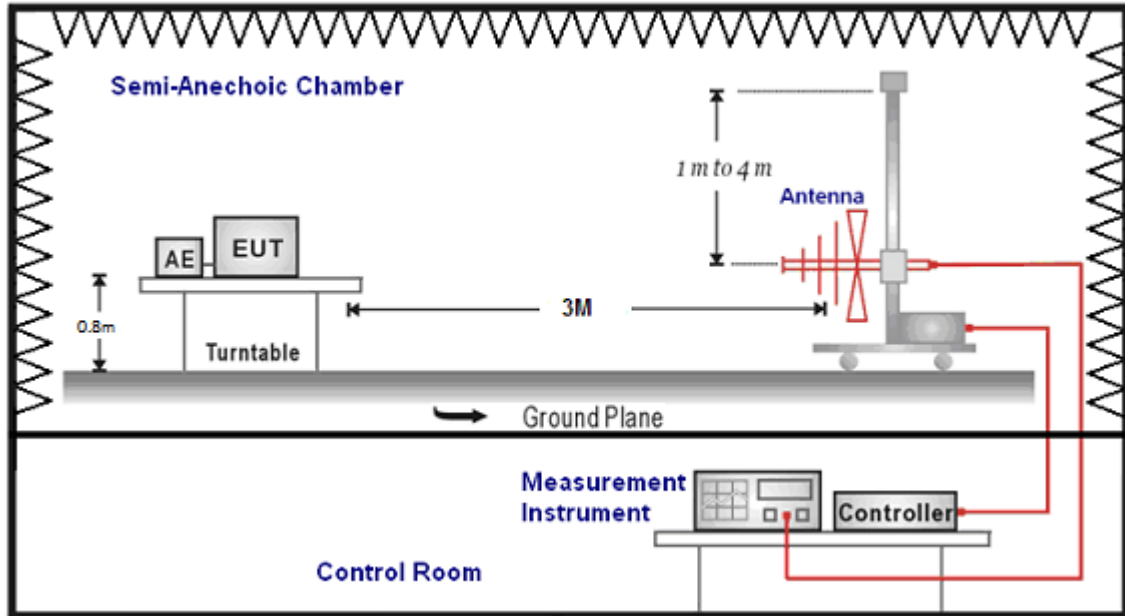 Semi-Anechoic Chamber
1 m to 4 m
Antenna
AE
EUT
0.8m
3M
Turntable
Ground Plane
Measurement
Instrument
Controller
Control Room